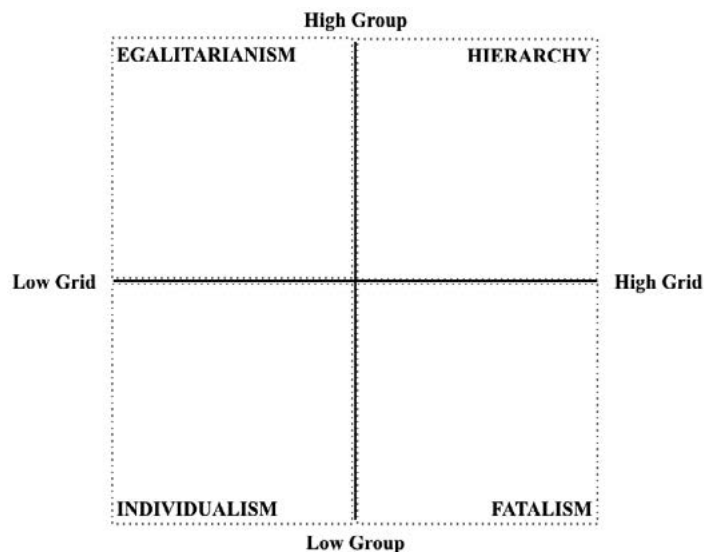 High Group
EGALITARIANISM HIERARCHY
Low Grid High Grid
INDIVIDUALISM FATALISM
Low Group